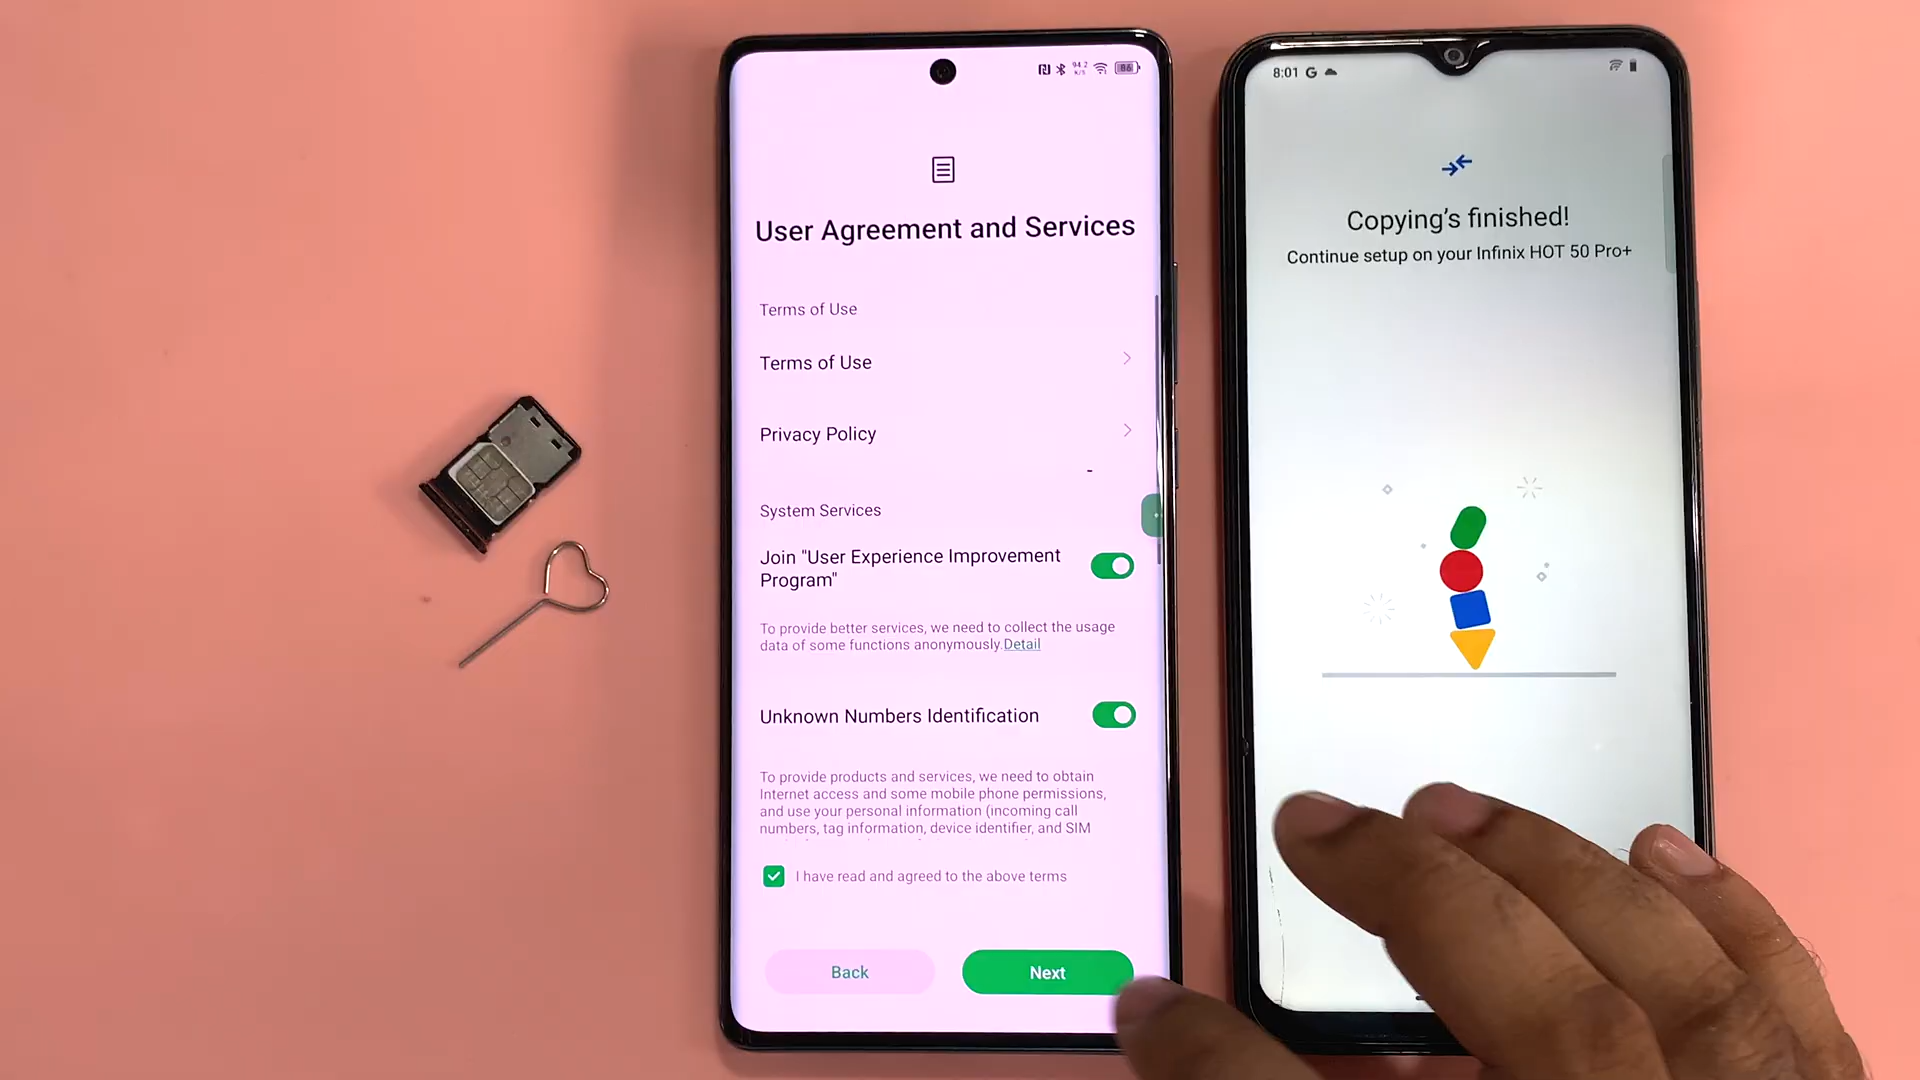 94.2
K/S
86
User Agreement and Services
Terms of Use
Terms of Use
Privacy Policy
System Services
Join "User Experience Improvement
Program"
To provide better services, we need to collect the usage
data of some functions anonymously.Detail
Unknown Numbers Identification
To provide products and services, we need to obtain
Internet access and some mobile phone permissions,
and use your personal information (incoming call
numbers, tag information, device identifier, and SIM
I have read and agreed to the above terms
Back
Next
8:01 G
Copying's finished!
Continue setup on your Infinix HOT 50 Pro+